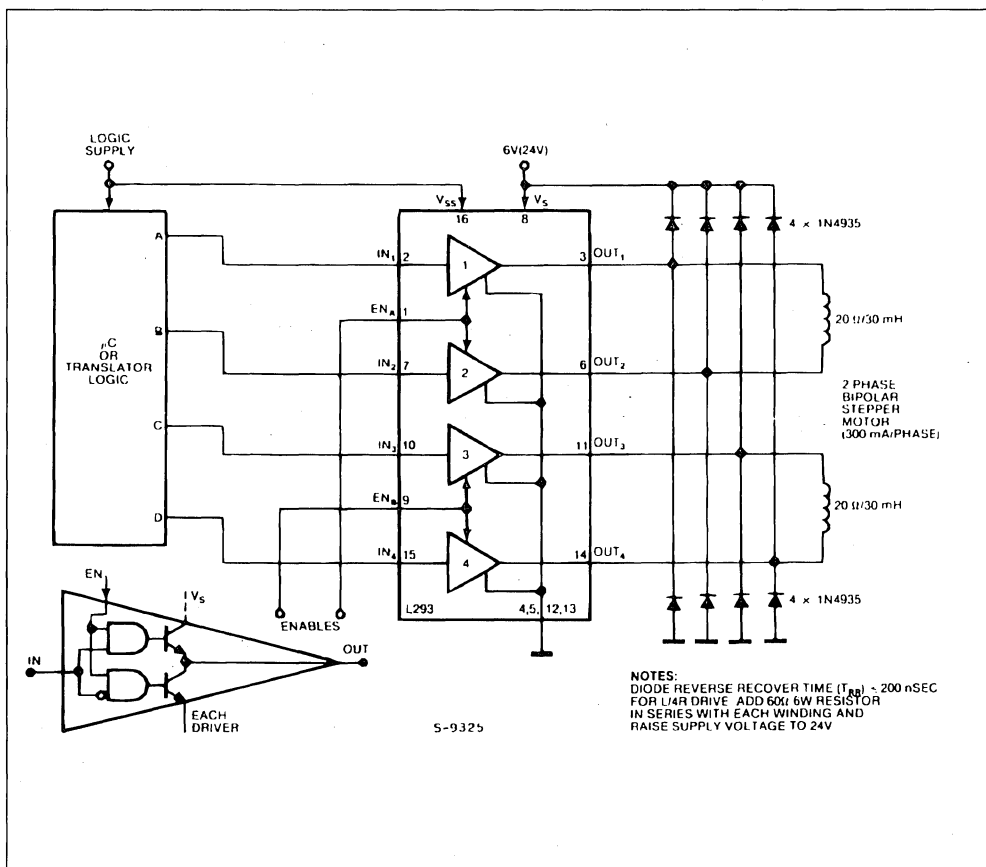 LOGIC
SUPPLY
6V(24V)
VSS
16
VS
8
4 x 1N4935
A
IN1 2
1
3 OUT1
20 Ω/30 mH
ENA
1
B
μC
OR
TRANSLATOR
LOGIC
IN2 7
2
6 OUT2
2 PHASE
BIPOLAR
STEPPER
MOTOR
(300 mA/PHASE)
C
IN3 10
3
11 OUT3
ENB
9
20 Ω/30 mH
D
IN4 15
4
14 OUT4
EN
VS
L293
4,5, 12,13
4 x 1N4935
ENABLES
IN
OUT
EACH
DRIVER
S-9325
NOTES:
DIODE REVERSE RECOVER TIME (TRR) - 200 nSEC
FOR L/4R DRIVE ADD 60Ω 6W RESISTOR
IN SERIES WITH EACH WINDING AND
RAISE SUPPLY VOLTAGE TO 24V